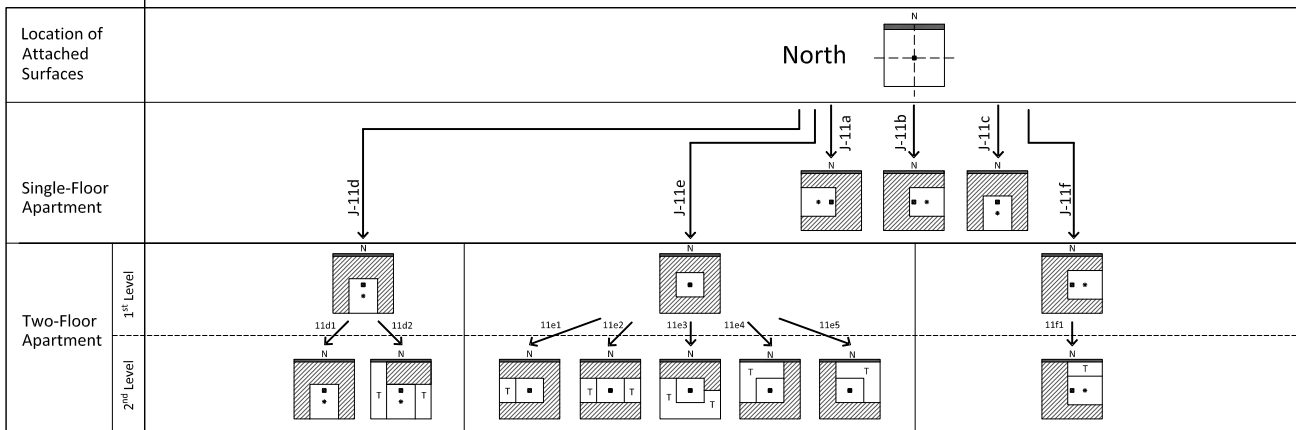 N
Location of
Attached
Surfaces
North
J-11a
J-11b
J-11c
N
N
N
Single-Floor
Apartment
J-11d
J-11e
J-11f
N
N
N
1st Level
Two-Floor
Apartment
11d1
11d2
11e1
11e2
11e3
11e4
11e5
11f1
N
N
N
N
N
N
N
N
2nd Level
T
T
T
T
T
T
T
T
T
T